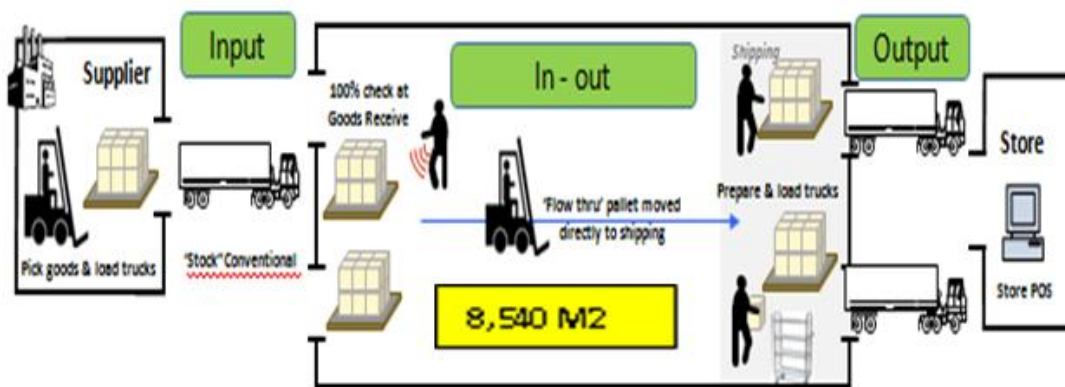 Supplier
Pick goods & load trucks
Input
"Stock" Conventional
100% check at
Goods Receive
In - out
'Flow thru' pallet moved
directly to shipping
8,540 M2
Shipping
Prepare & load trucks
Output
Store
Store POS